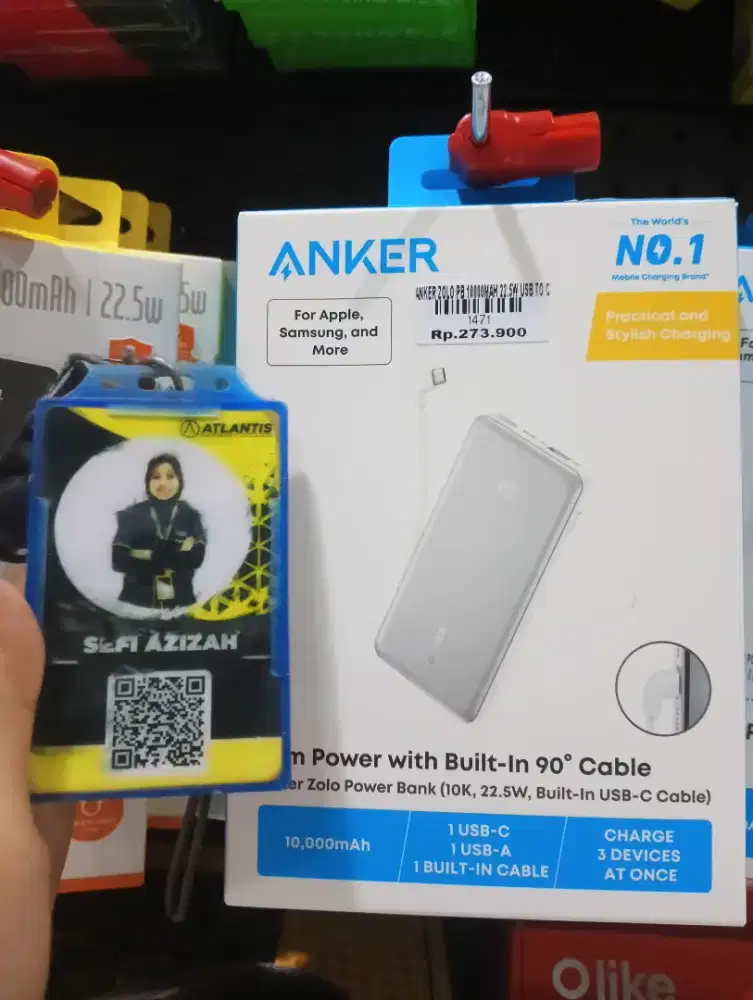 ANKER
The World's
NO.1
Mobile Charging Brand*
ANKER ZOLO PB 10000MAH 22.5W USB TO C
1471
Rp.273.900
For Apple,
Samsung, and
More
Practical and
Stylish Charging
00mAh | 22.5w
5w
ATLANTIS
SEFI AZIZAH
m Power with Built-In 90° Cable
er Zolo Power Bank (10K, 22.5W, Built-In USB-C Cable)
10,000mAh
1 USB-C
1 USB-A
1 BUILT-IN CABLE
CHARGE
3 DEVICES
AT ONCE
Olike